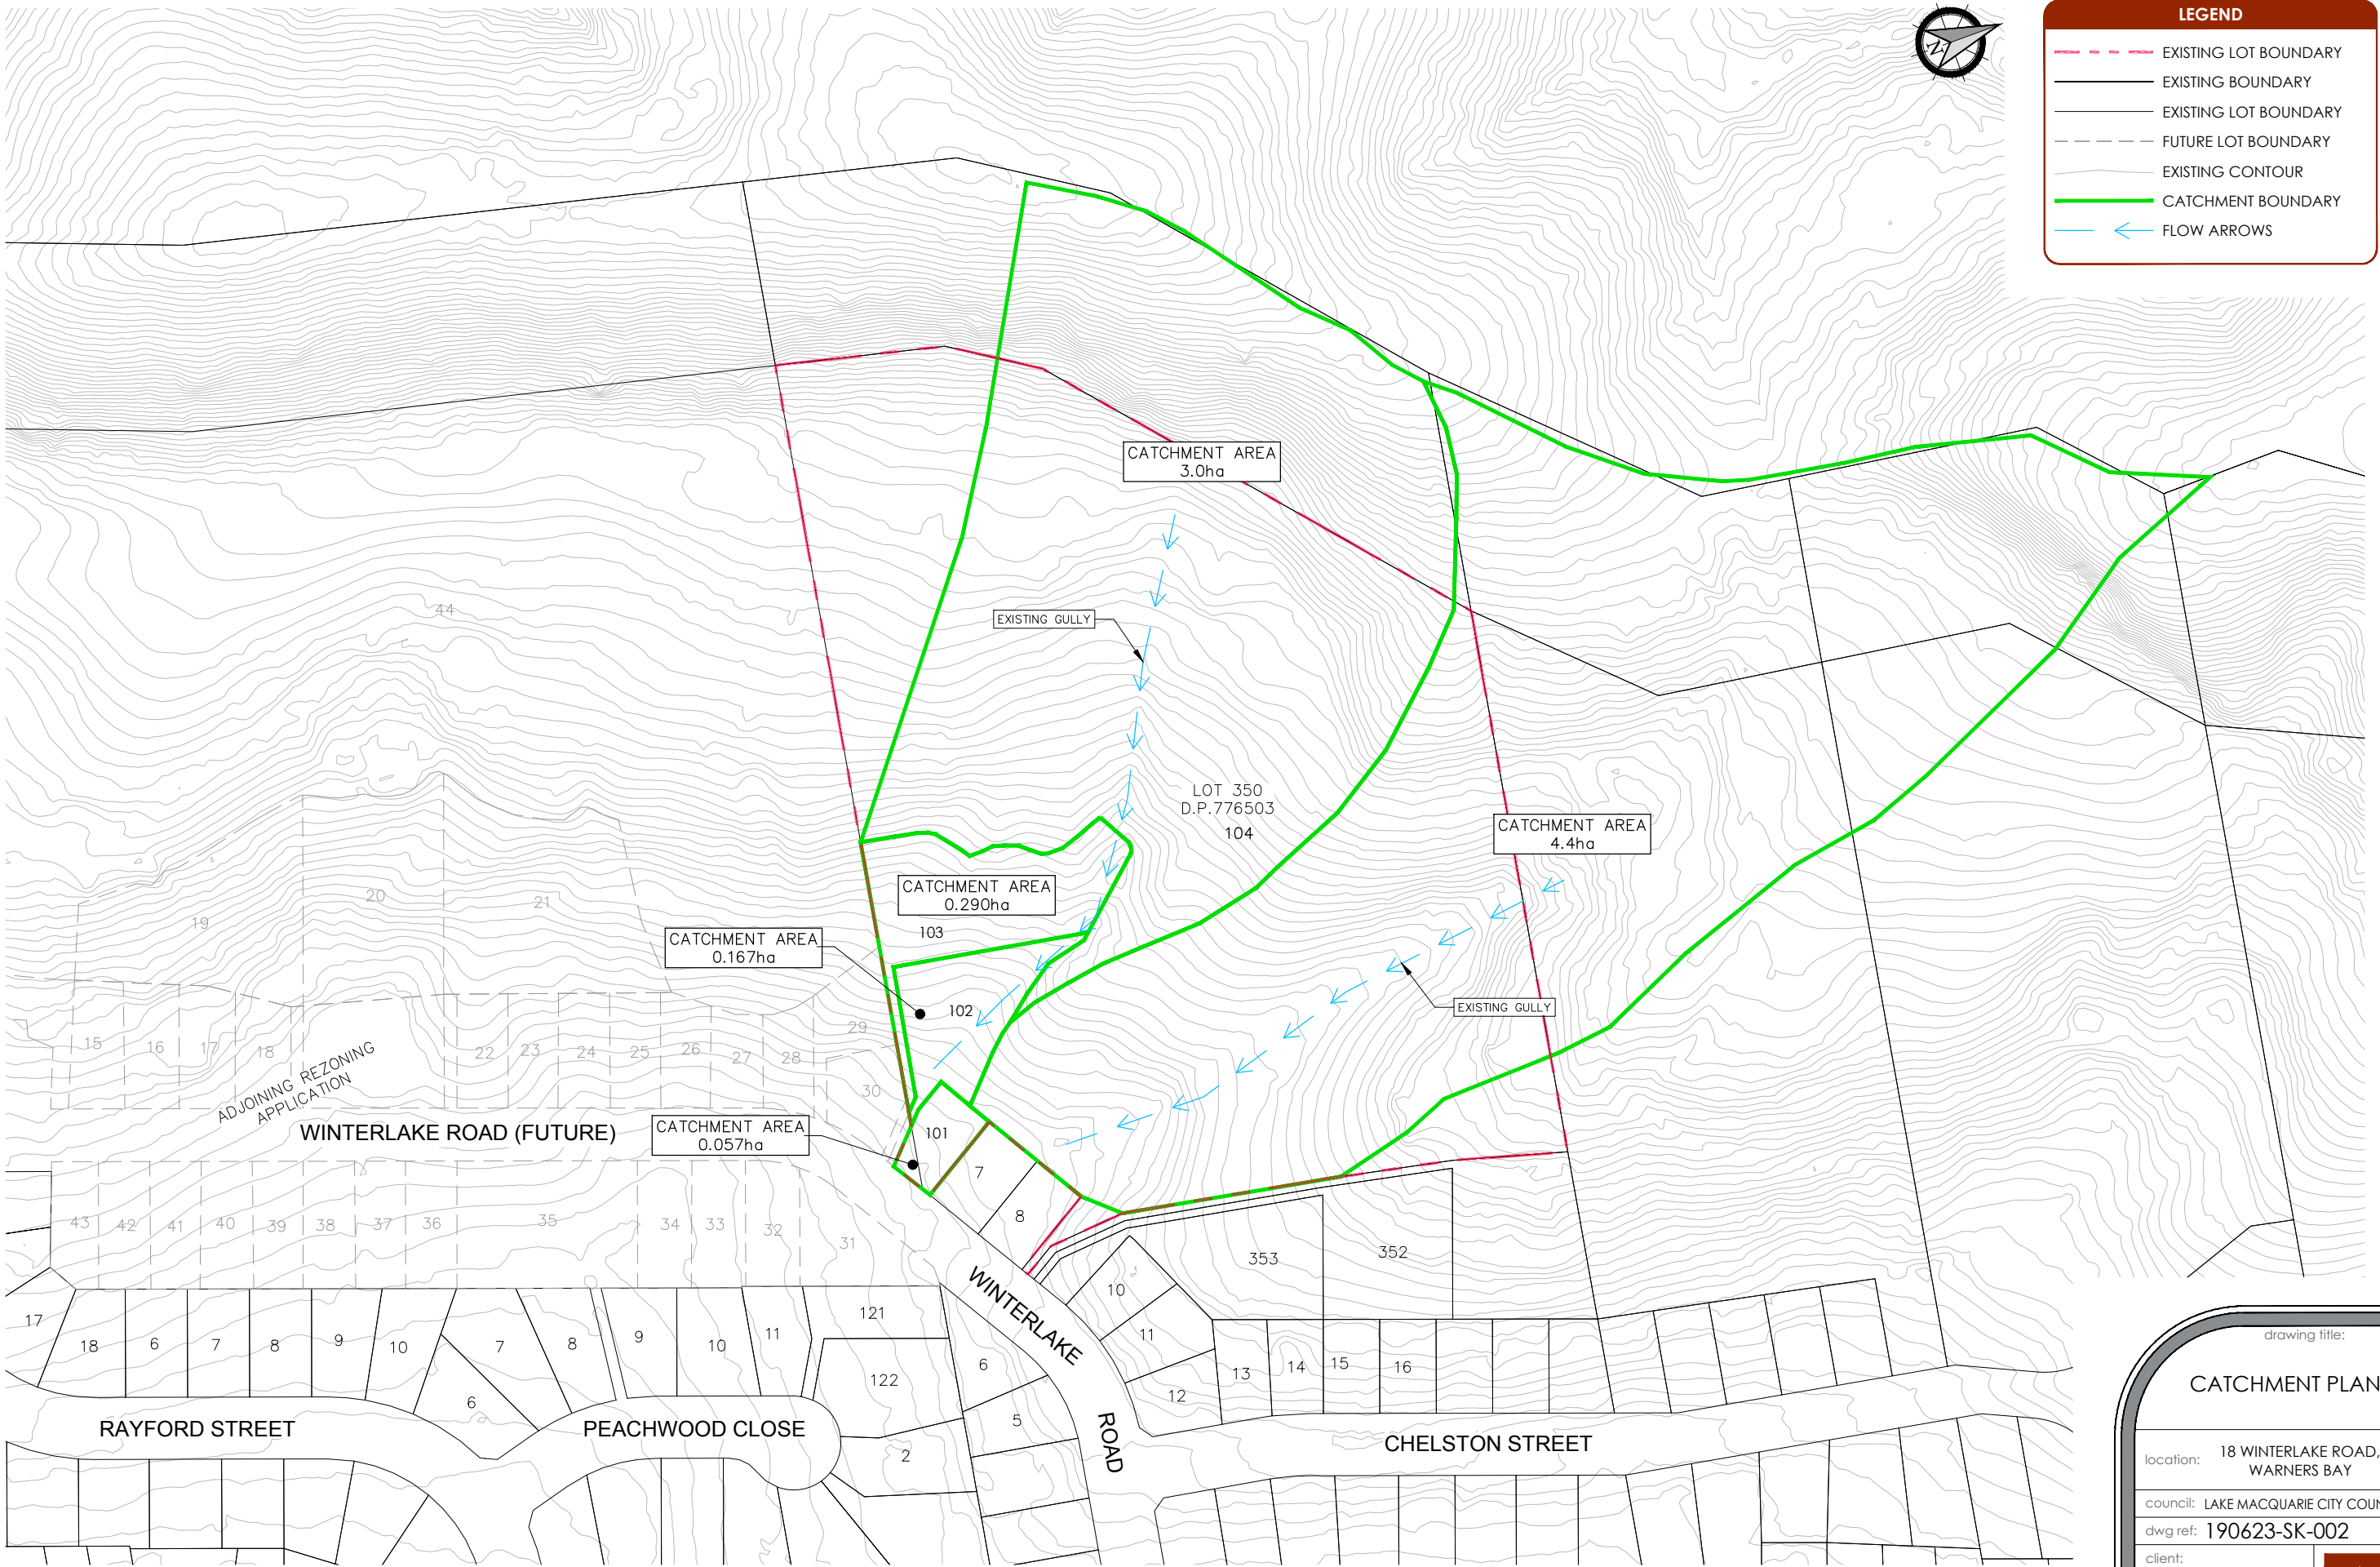 LEGEND
EXISTING LOT BOUNDARY
EXISTING BOUNDARY
EXISTING LOT BOUNDARY
FUTURE LOT BOUNDARY
EXISTING CONTOUR
CATCHMENT BOUNDARY
FLOW ARROWS
N
CATCHMENT AREA
3.0ha
EXISTING GULLY
44
LOT 350
D.P.776503
104
CATCHMENT AREA
4.4ha
CATCHMENT AREA
0.290ha
103
CATCHMENT AREA
0.167ha
102
EXISTING GULLY
19
20
21
15
16
17
18
22
23
24
25
26
27
28
29
30
ADJOINING REZONING
APPLICATION
WINTERLAKE ROAD (FUTURE)
CATCHMENT AREA
0.057ha
101
7
8
43
42
41
40
39
38
37
36
35
34
33
32
31
353
352
WINTERLAKE
ROAD
10
11
12
13
14
15
16
17
18
6
7
8
9
10
7
6
8
9
10
11
121
122
2
6
5
RAYFORD STREET
PEACHWOOD CLOSE
CHELSTON STREET
drawing title:
CATCHMENT PLAN
location: 18 WINTERLAKE ROAD,
WARNERS BAY
council: LAKE MACQUARIE CITY COUN
dwg ref: 190623-SK-002
client: